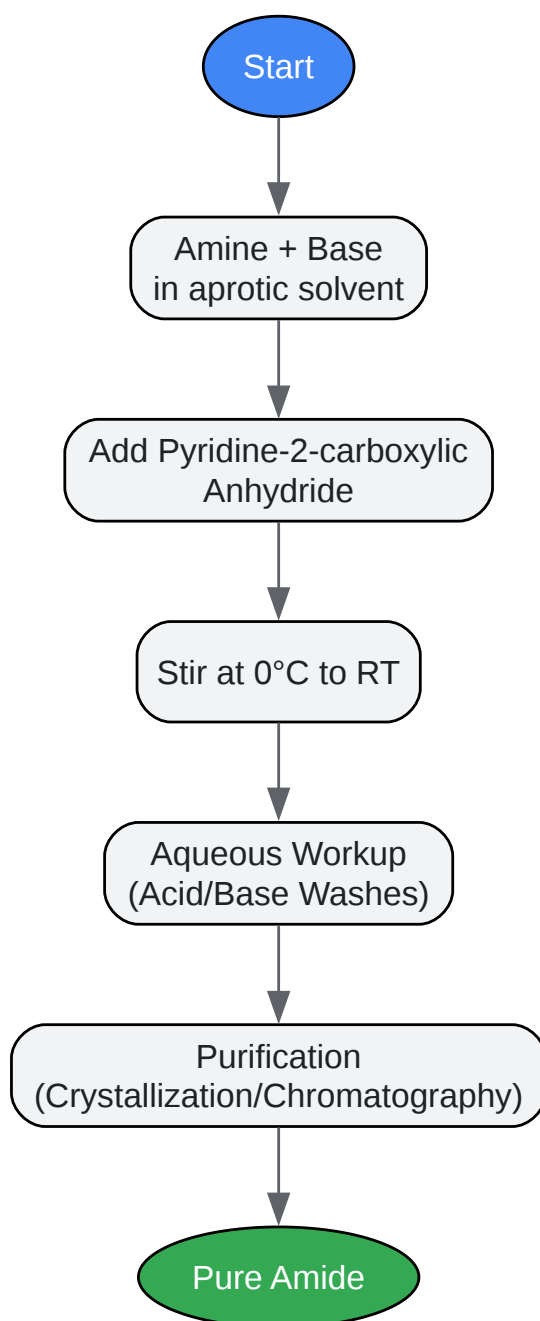 Start
Amine + Base
in aprotic solvent
Add Pyridine-2-carboxylic
Anhydride
Stir at 0°C to RT
Aqueous Workup
(Acid/Base Washes)
Purification
(Crystallization/Chromatography)
Pure Amide